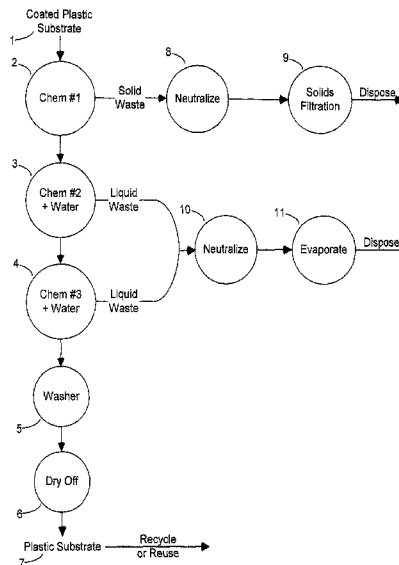 Coated Plastic
Substrate
1
2
Chem #1
Solid
Waste
8
Neutralize
9
Solids
Filtration
Dispose
3
Chem #2
+ Water
Liquid
Waste
10
Neutralize
11
Evaporate
Dispose
4
Chem #3
+ Water
Liquid
Waste
Washer
5
Dry Off
6
Plastic Substrate
7
Recycle
or Reuse